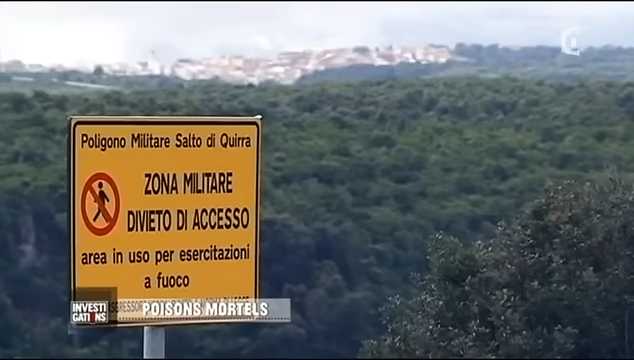 Poligono Militare Salto di Quirra
ZONA MILITARE
DIVIETO DI ACCESSO
area in uso per esercitazioni
a fuoco
INVESTI
GATIONS
POISONS MORTELS